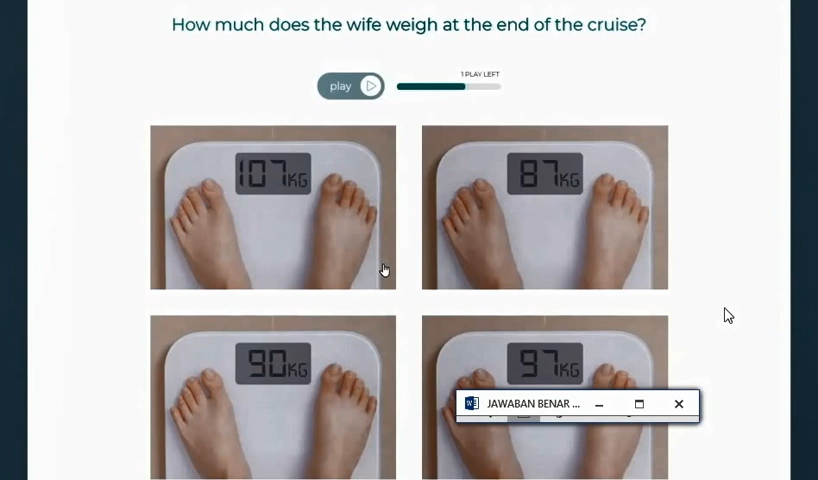 How much does the wife weigh at the end of the cruise?
1 PLAY LEFT
play
107KG
87KG
90KG
97KG
JAWABAN BENAR ...